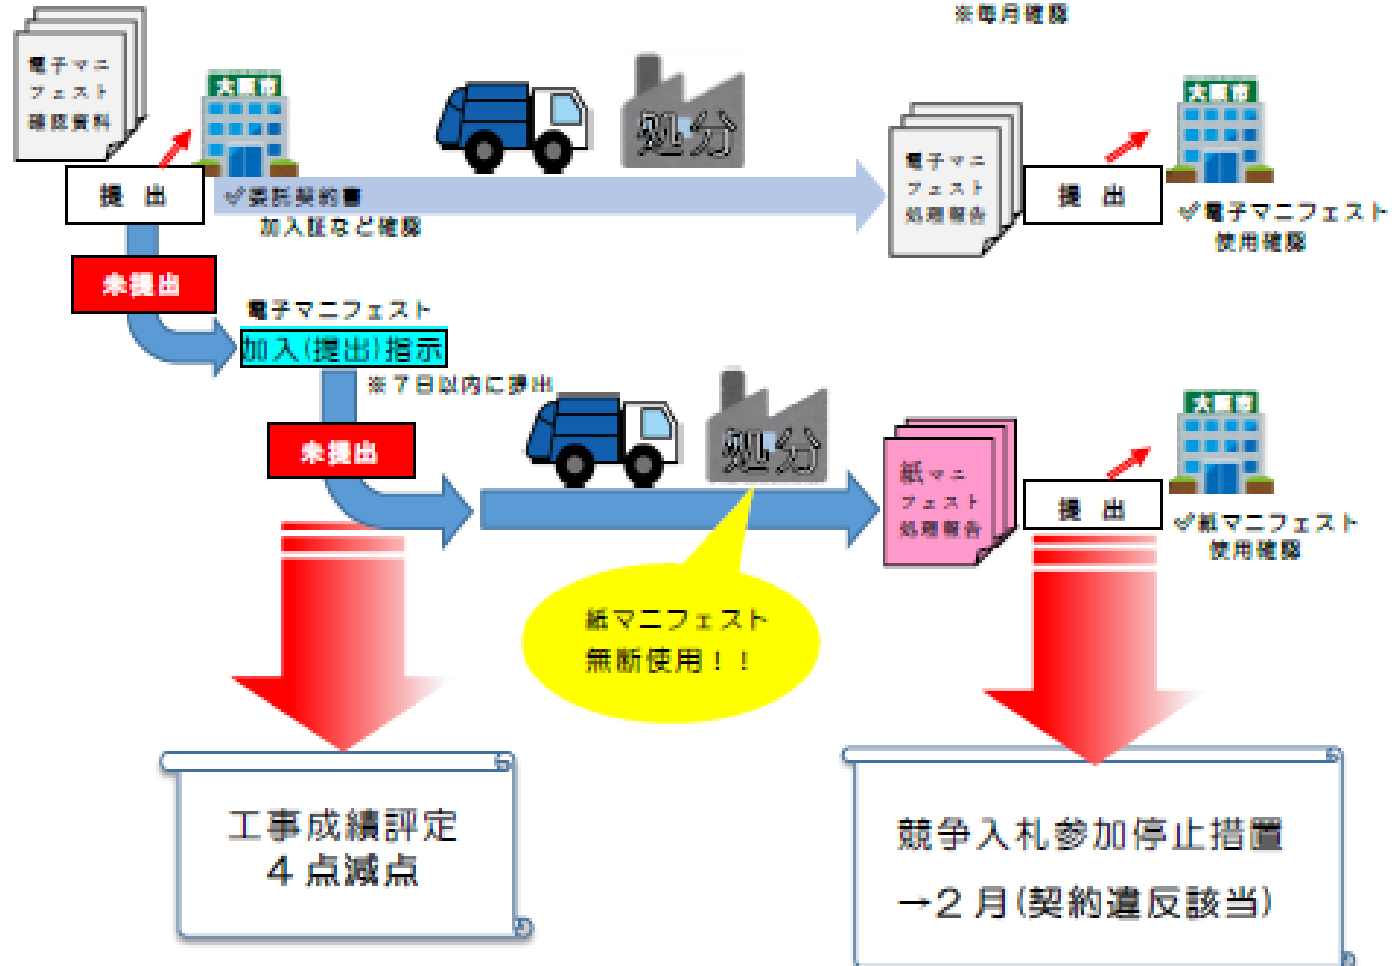 ※毎月確認
電子マニ
フェスト
確認資料
大阪市
提 出
✓委託契約書
加入証など確認
処分
電子マニ
フェスト
処理報告
提 出
大阪市
✓電子マニフェスト
使用確認
未提出
電子マニフェスト
加入(提出)指示
※7日以内に提出
未提出
処分
紙マニ
フェスト
処理報告
提 出
大阪市
✓紙マニフェスト
使用確認
紙マニフェスト
無断使用！！
工事成績評定
4点減点
競争入札参加停止措置
→2月(契約違反該当)